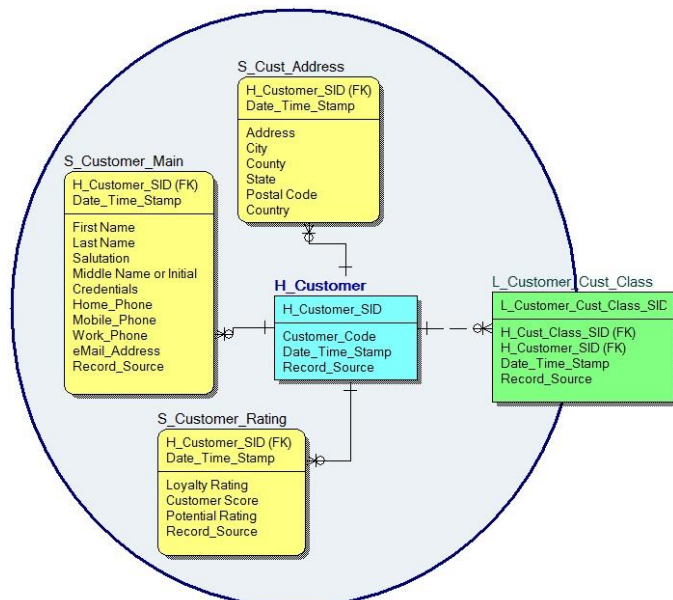 S_Cust_Address
H_Customer_SID (FK)
Date_Time_Stamp
Address
City
County
State
Postal Code
Country
S_Customer_Main
H_Customer_SID (FK)
Date_Time_Stamp
First Name
Last Name
Salutation
Middle Name or Initial
Credentials
Home_Phone
Mobile_Phone
Work_Phone
eMail_Address
Record_Source
H_Customer
H_Customer_SID
Customer_Code
Date_Time_Stamp
Record_Source
L_Customer_Cust_Class
L_Customer_Cust_Class_SID
H_Cust_Class_SID (FK)
H_Customer_SID (FK)
Date_Time_Stamp
Record_Source
S_Customer_Rating
H_Customer_SID (FK)
Date_Time_Stamp
Loyalty Rating
Customer Score
Potential Rating
Record_Source